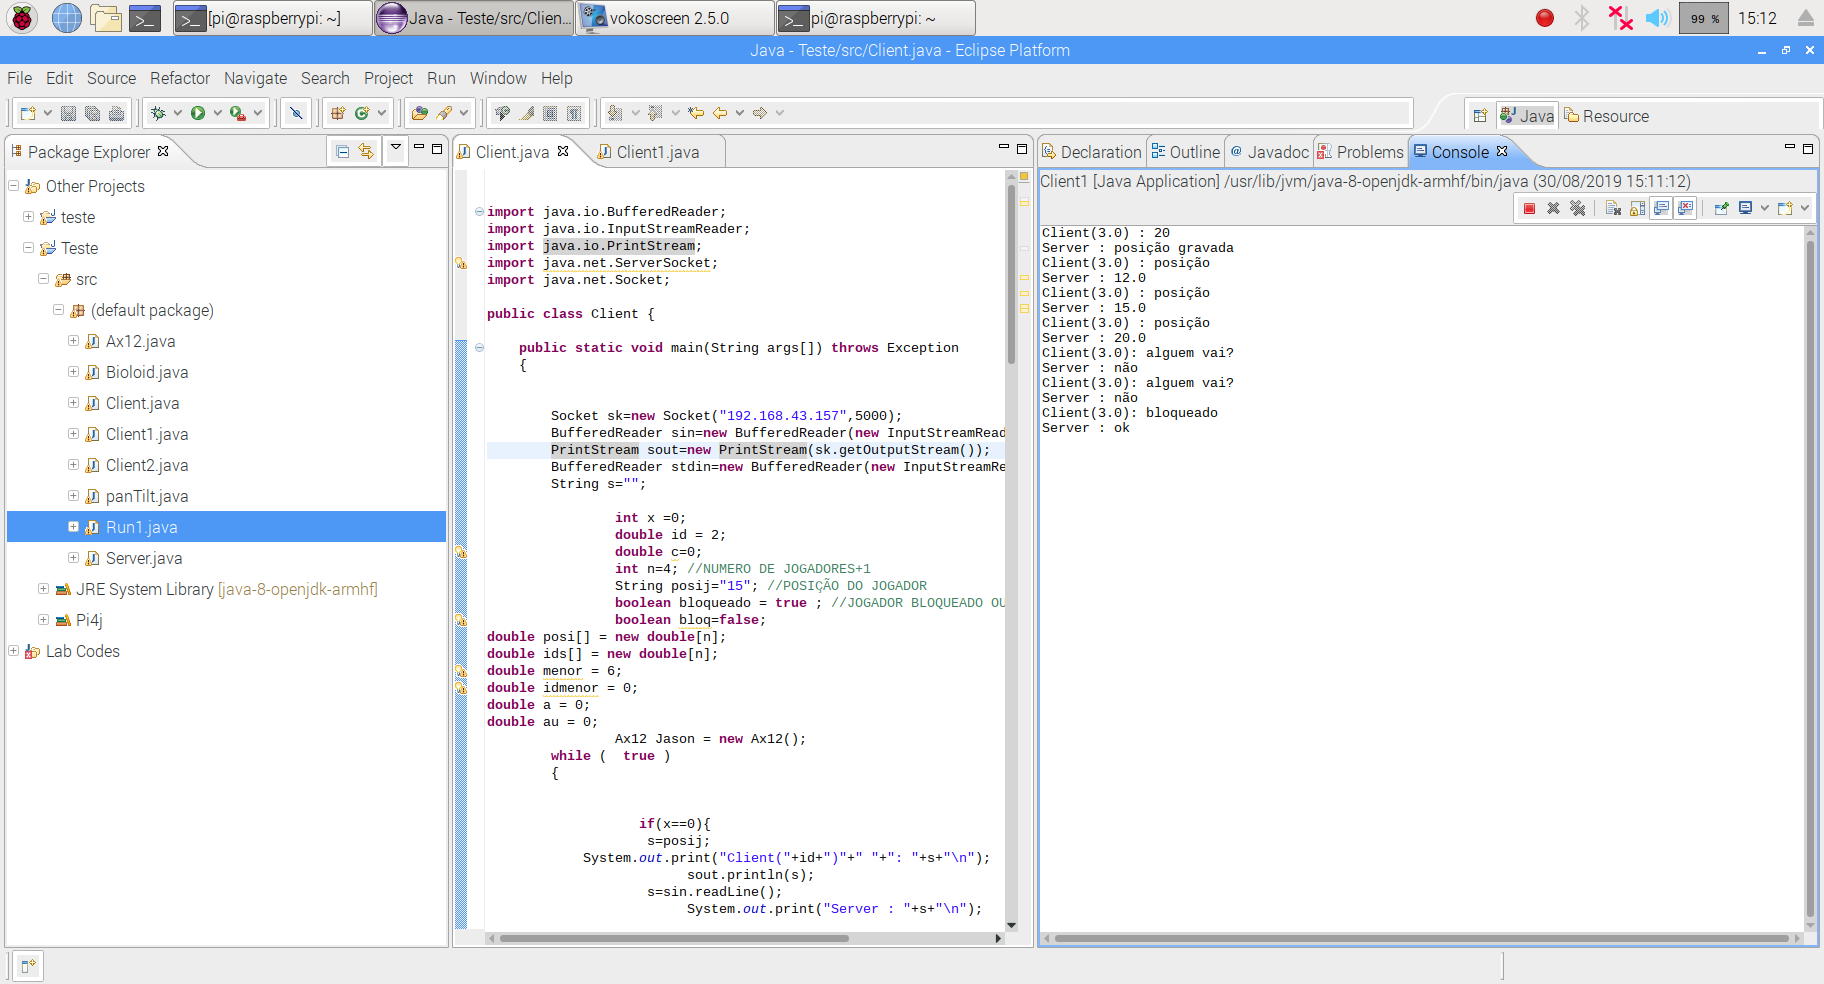 [pi@raspberrypi: ~]
Java - Teste/src/Clien...
vokoscreen 2.5.0
pi@raspberrypi: ~
99 %
15:12
Java - Teste/src/Client.java - Eclipse Platform
File Edit Source Refactor Navigate Search Project Run Window Help
Java
Resource
Package Explorer
Other Projects
teste
Teste
src
(default package)
Ax12.java
Bioloid.java
Client.java
Client1.java
Client2.java
panTilt.java
Run1.java
Server.java
JRE System Library [java-8-openjdk-armhf]
Pi4j
Lab Codes
Client.java
Client1.java
import java.io.BufferedReader;
import java.io.InputStreamReader;
import java.io.PrintStream;
import java.net.ServerSocket;
import java.net.Socket;
public class Client {
public static void main(String args[]) throws Exception
{
Socket sk=new Socket("192.168.43.157",5000);
BufferedReader sin=new BufferedReader(new InputStreamRead
PrintStream sout=new PrintStream(sk.getOutputStream());
BufferedReader stdin=new BufferedReader(new InputStreamRe
String s="";
int x =0;
double id = 2;
double c=0;
int n=4; //NUMERO DE JOGADORES+1
String posij="15"; //POSIÇÃO DO JOGADOR
boolean bloqueado = true ; //JOGADOR BLOQUEADO OU
boolean bloq=false;
double posi[] = new double[n];
double ids[] = new double[n];
double menor = 6;
double idmenor = 0;
double a = 0;
double au = 0;
Ax12 Jason = new Ax12();
while (  true )
{
if(x==0){
s=posij;
System.out.print("Client("+id+")"+" "+": "+s+"\n");
sout.println(s);
s=sin.readLine();
System.out.print("Server : "+s+"\n");
Declaration
Outline
@ Javadoc
Problems
Console
Client1 [Java Application] /usr/lib/jvm/java-8-openjdk-armhf/bin/java (30/08/2019 15:11:12)
Client(3.0) : 20
Server : posição gravada
Client(3.0) : posição
Server : 12.0
Client(3.0) : posição
Server : 15.0
Client(3.0) : posição
Server : 20.0
Client(3.0): alguem vai?
Server : não
Client(3.0): alguem vai?
Server : não
Client(3.0): bloqueado
Server : ok